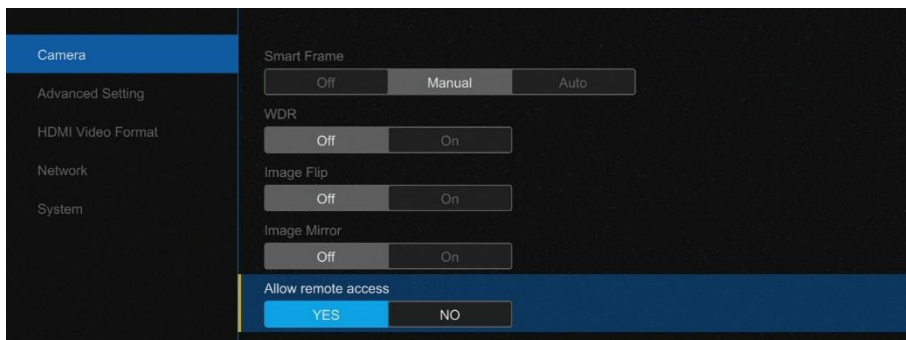 Camera
Advanced Setting
HDMI Video Format
Network
System
Smart Frame
Off Manual Auto
WDR
Off On
Image Flip
Off On
Image Mirror
Off On
Allow remote access
YES NO